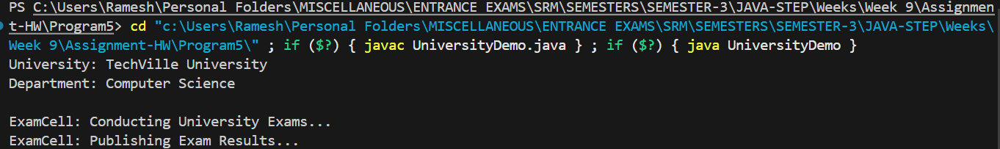 PS C:\Users\Ramesh\Personal Folders\MISCELLANEOUS\ENTRANCE EXAMS\SRM\SEMESTERS\SEMESTER-3\JAVA-STEP\Weeks\Week 9\Assignmen
t-HW\Program5> cd "c:\Users\Ramesh\Personal Folders\MISCELLANEOUS\ENTRANCE EXAMS\SRM\SEMESTERS\SEMESTER-3\JAVA-STEP\Weeks\
Week 9\Assignment-HW\Program5\" ; if ($?) { javac UniversityDemo.java } ; if ($?) { java UniversityDemo }
University: TechVille University
Department: Computer Science
ExamCell: Conducting University Exams...
ExamCell: Publishing Exam Results...